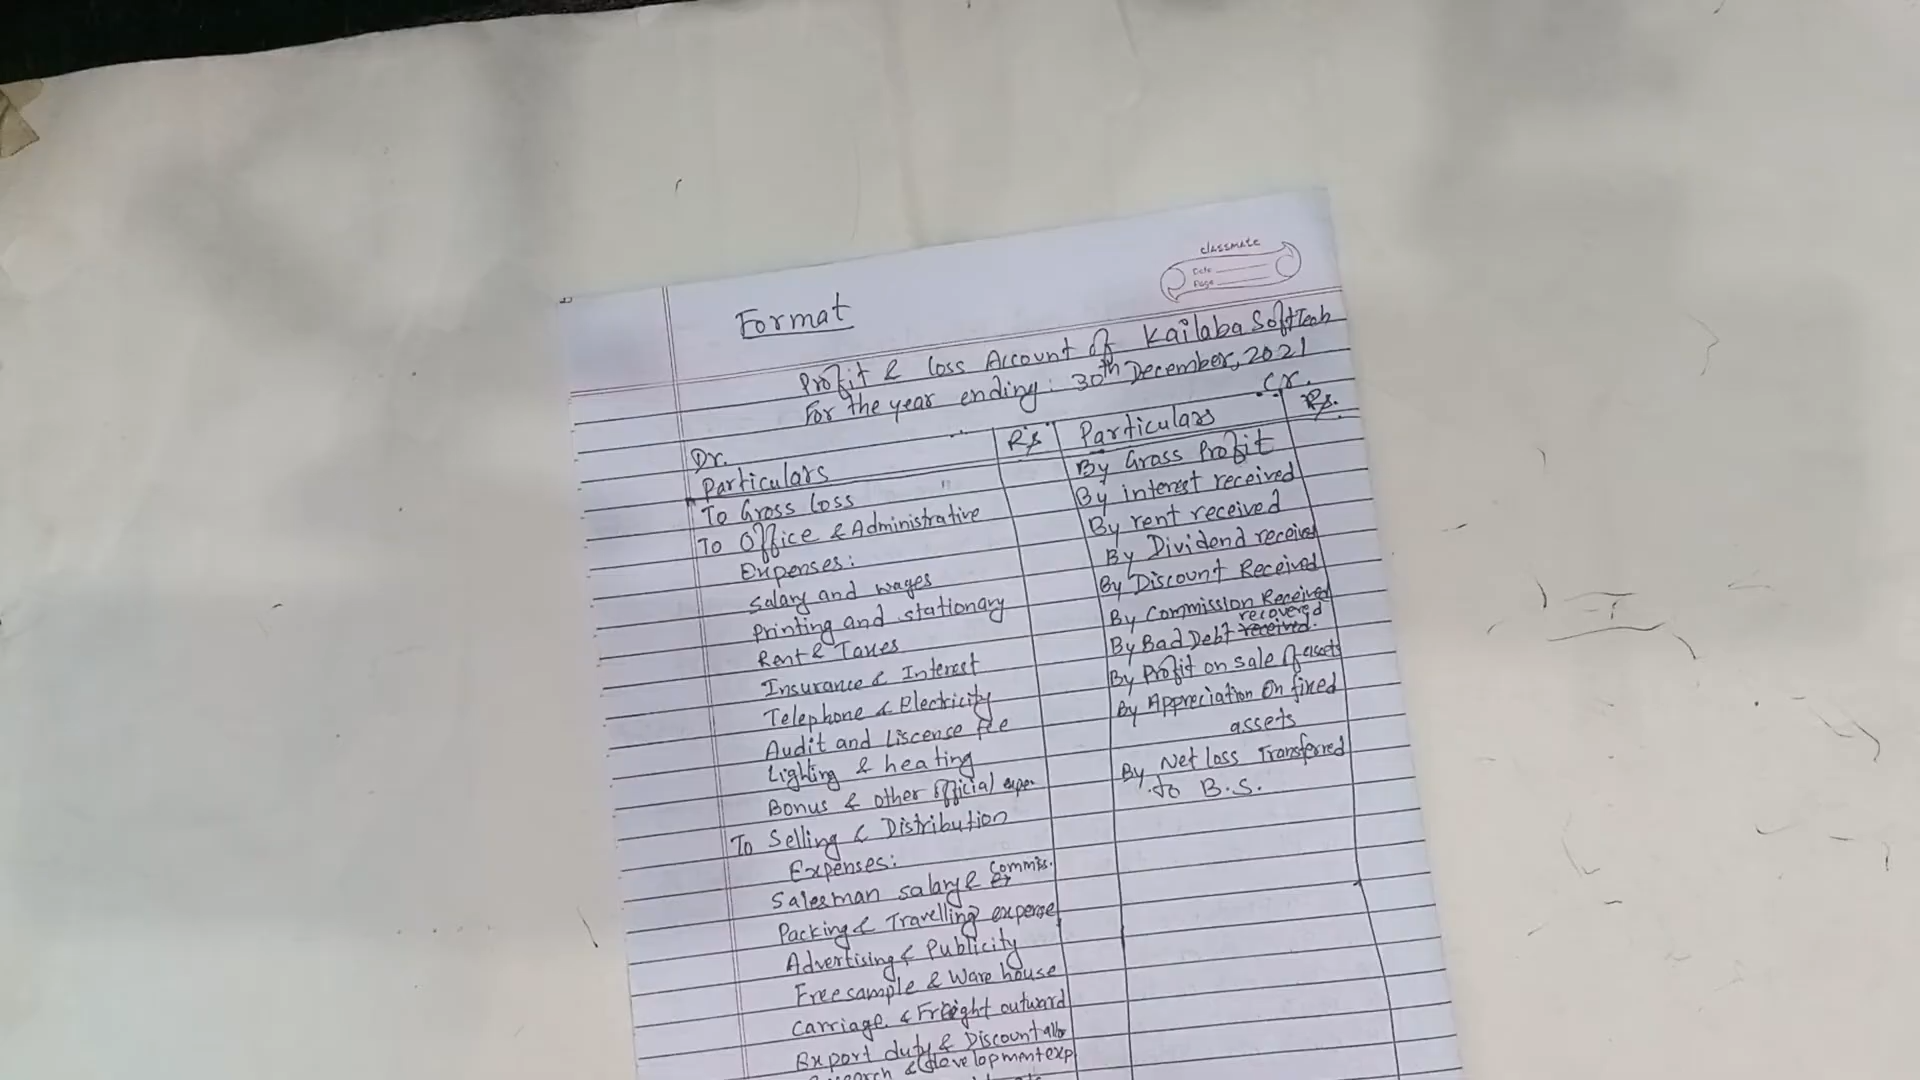 classmate
Date
Page
Format
Profit & loss Account of Kailaba SoftTech
For the year ending: 30th December, 2021
Dr.
Cr.
Particulars Rs Particulars Rs.
To Gross Loss
To Office & Administrative
Expenses:
Salary and wages
Printing and stationary
Rent & Taxes
Insurance & Interest
Telephone & Electricity
Audit and Liscense fee
Lighting & heating
Bonus & other official expe.
To Selling & Distribution
Expenses:
Salesman salary & Commiss.
Packing & Travelling expense
Advertising & Publicity
Free sample & Ware house
Carriage & Freight outward
Export duty & Discount allo
& development exp
By Gross Profit
By interest received
By rent received
By Dividend received
By Discount Received
By Commission Received
By Bad Debt received. recovered
By Profit on sale of assets
By Appreciation On fixed
assets
By Net loss Transferred
to B.S.